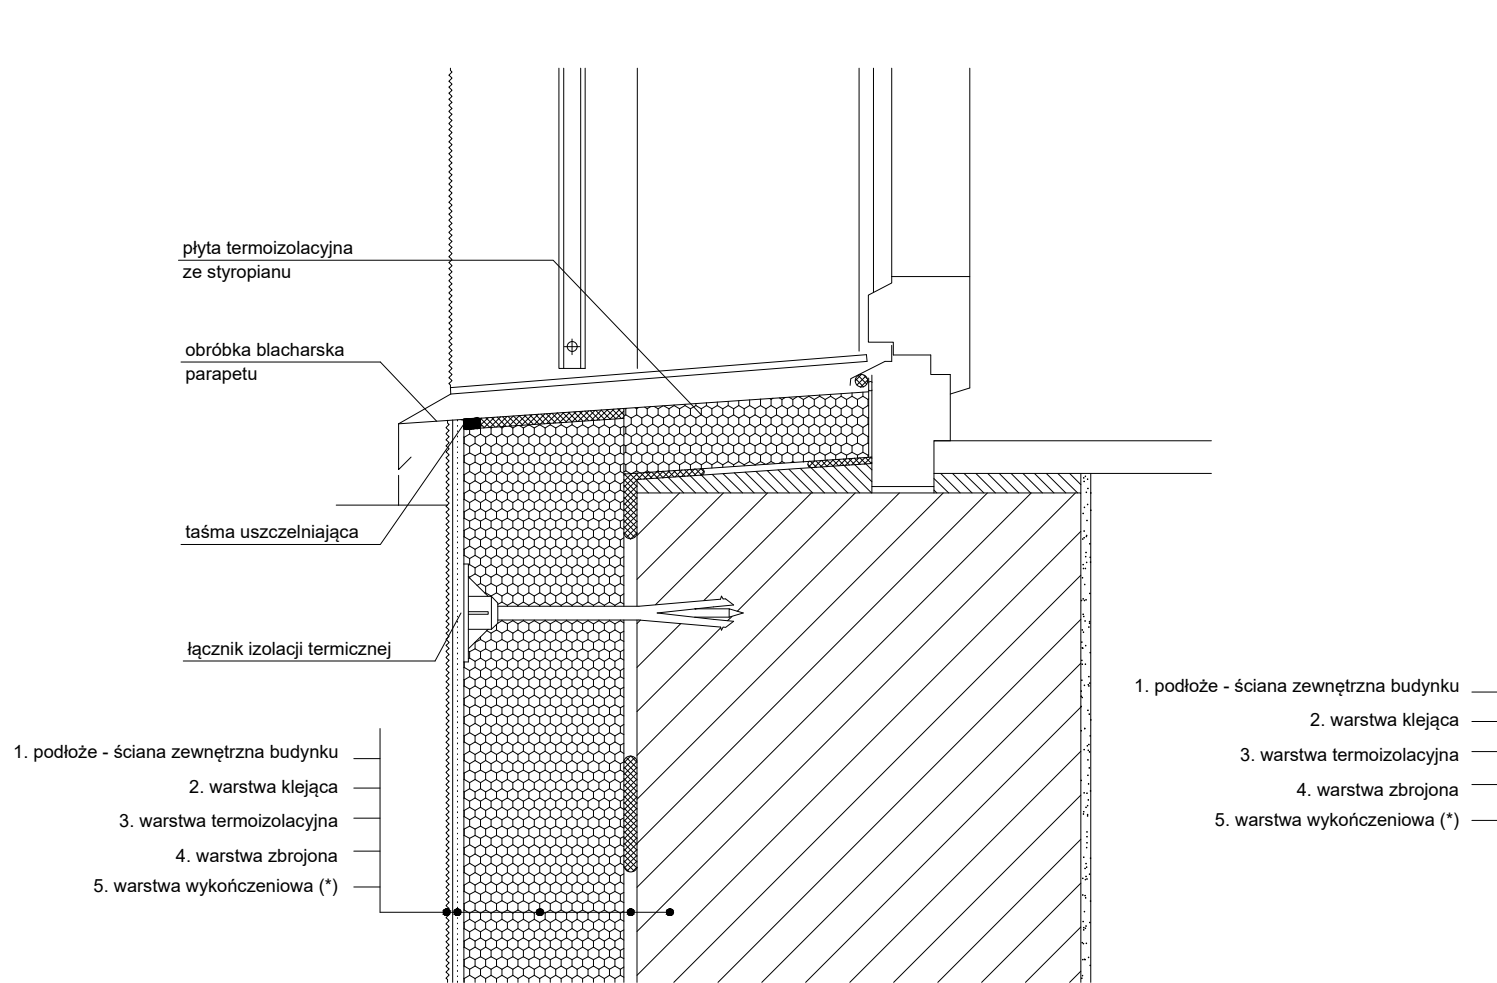 płyta termoizolacyjna
ze styropianu
obróbka blacharska
parapetu
taśma uszczelniająca
łącznik izolacji termicznej
1. podłoże - ściana zewnętrzna budynku
2. warstwa klejąca
3. warstwa termoizolacyjna
4. warstwa zbrojona
5. warstwa wykończeniowa (*)
1. podłoże - ściana zewnętrzna budynku
2. warstwa klejąca
3. warstwa termoizolacyjna
4. warstwa zbrojona
5. warstwa wykończeniowa (*)